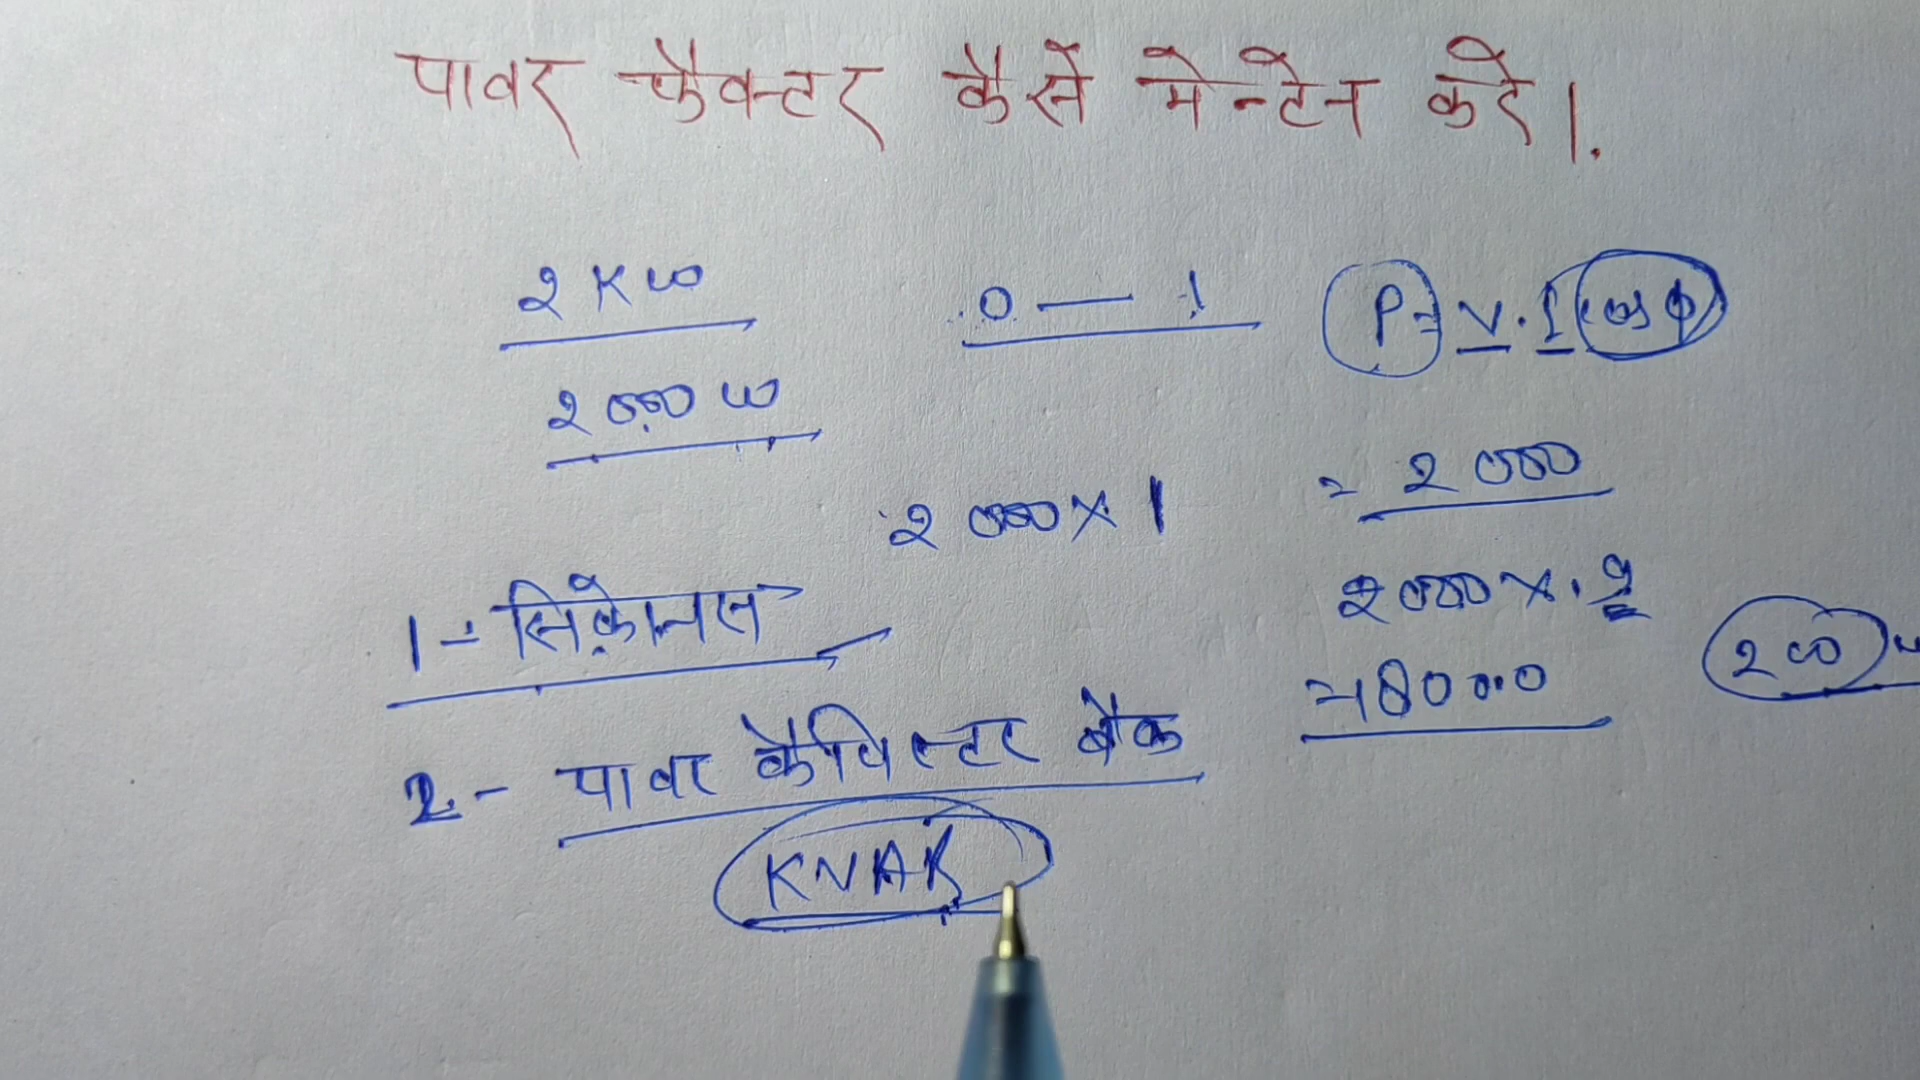 पावर फैक्टर कैसे मेन्टेन करे।.
2 KW
0 — 1
P = V.I cos φ
2000 W
= 2000
2000 X 1
2000 X .9
1 - सिक्रोनस
200 W
2 - पावर कैपिस्टर बैंक
KVAR